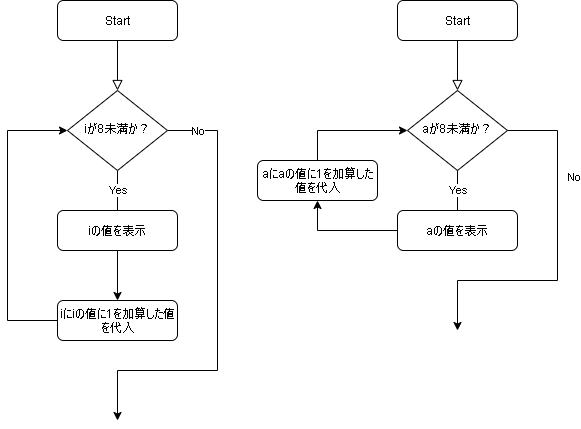 Start
iが8未満か？
No
Yes
iの値を表示
iにiの値に1を加算した値
を代入
Start
aが8未満か？
No
aにaの値に1を加算した
値を代入
Yes
aの値を表示